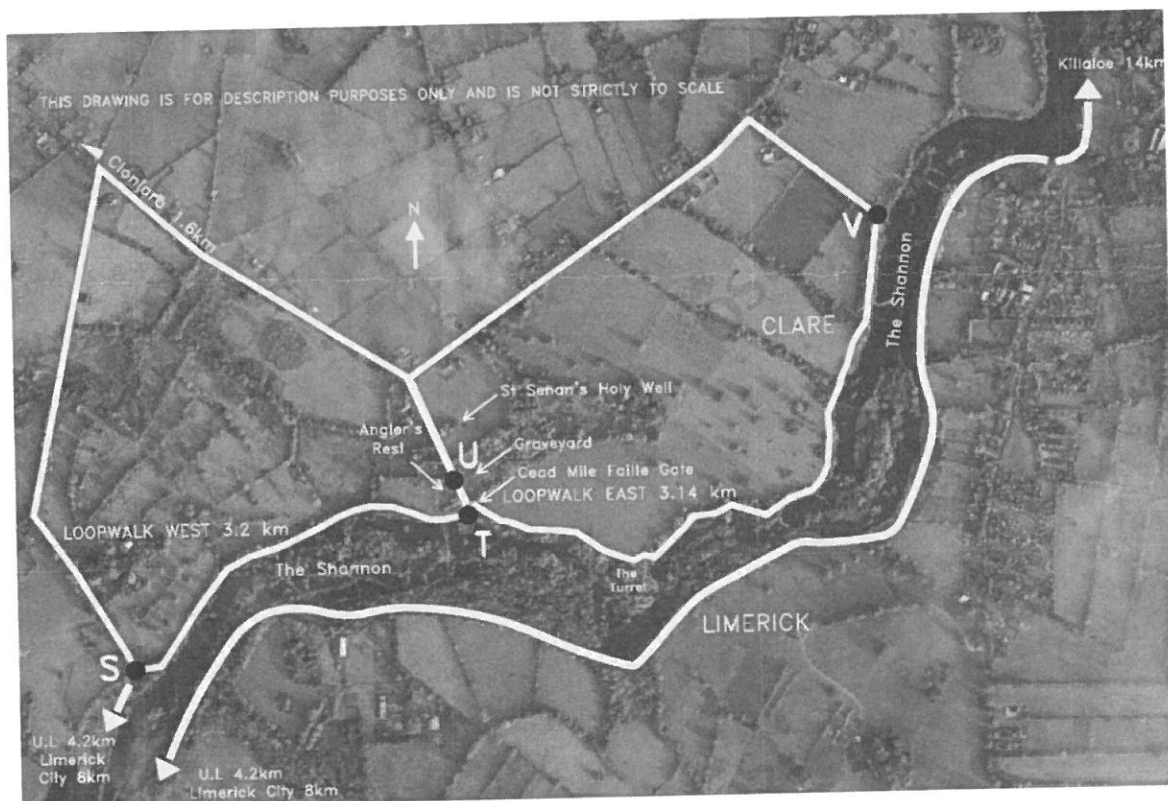 Killaloe 14km
THIS DRAWING IS FOR DESCRIPTION PURPOSES ONLY AND IS NOT STRICTLY TO SCALE
Clonlara 1.6km
N
V
The Shannon
CLARE
St Senan's Holy Well
Angler's
Rest
U
Graveyard
Cead Mile Failte Gate
LOOPWALK EAST 3.14 km
LOOPWALK WEST 3.2 km
T
The Shannon
The
Turret
LIMERICK
S
U.L 4.2km
Limerick
City 8km
U.L 4.2km
Limerick City 8km